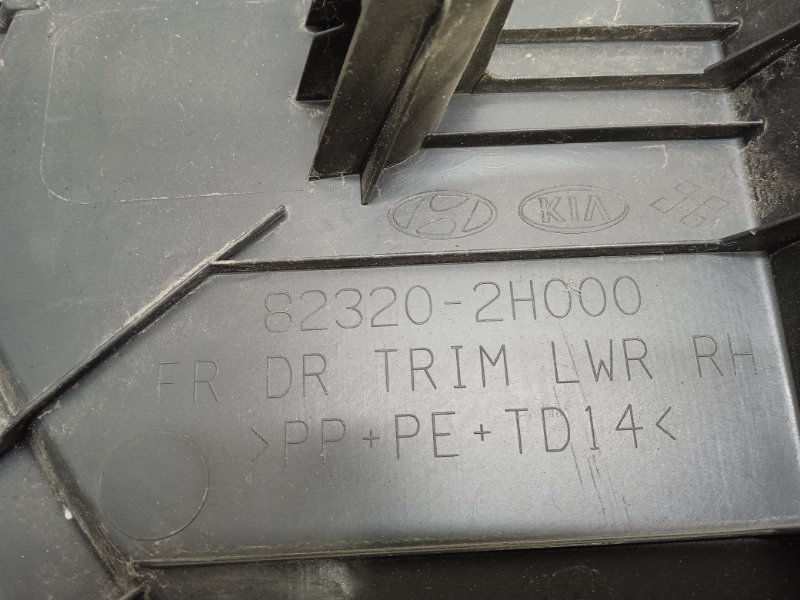 KIA
82320-2H000
FR DR TRIM LWR RH
>PP+PE+TD14<